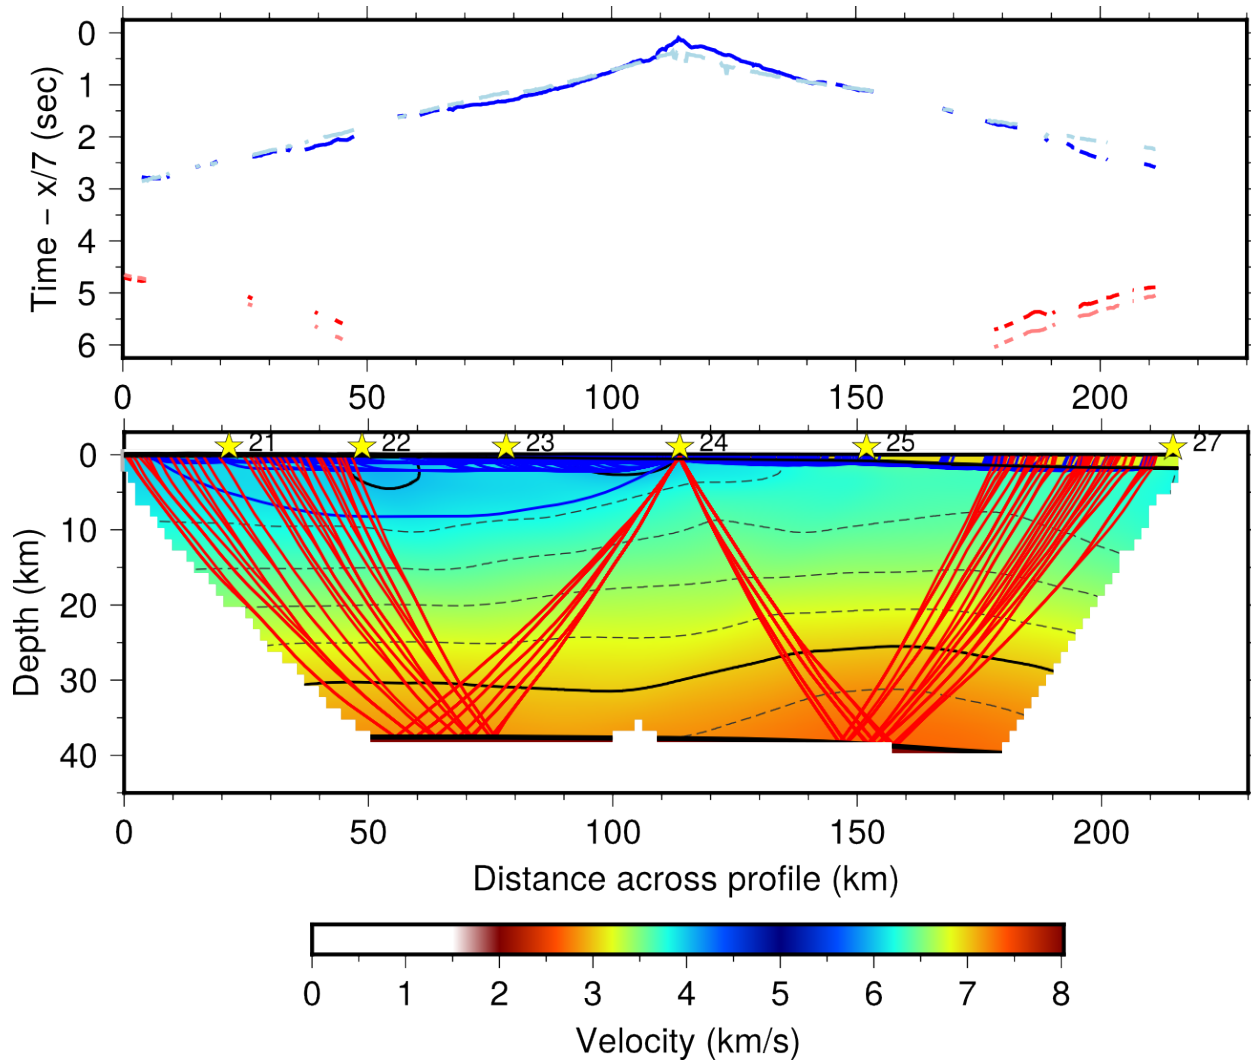 0
1
2
3
4
5
6
Time − x/7 (sec)
0 50 100 150 200
21 22 23 24 25 27
0
10
20
30
40
Depth (km)
0 50 100 150 200
Distance across profile (km)
0 1 2 3 4 5 6 7 8
Velocity (km/s)